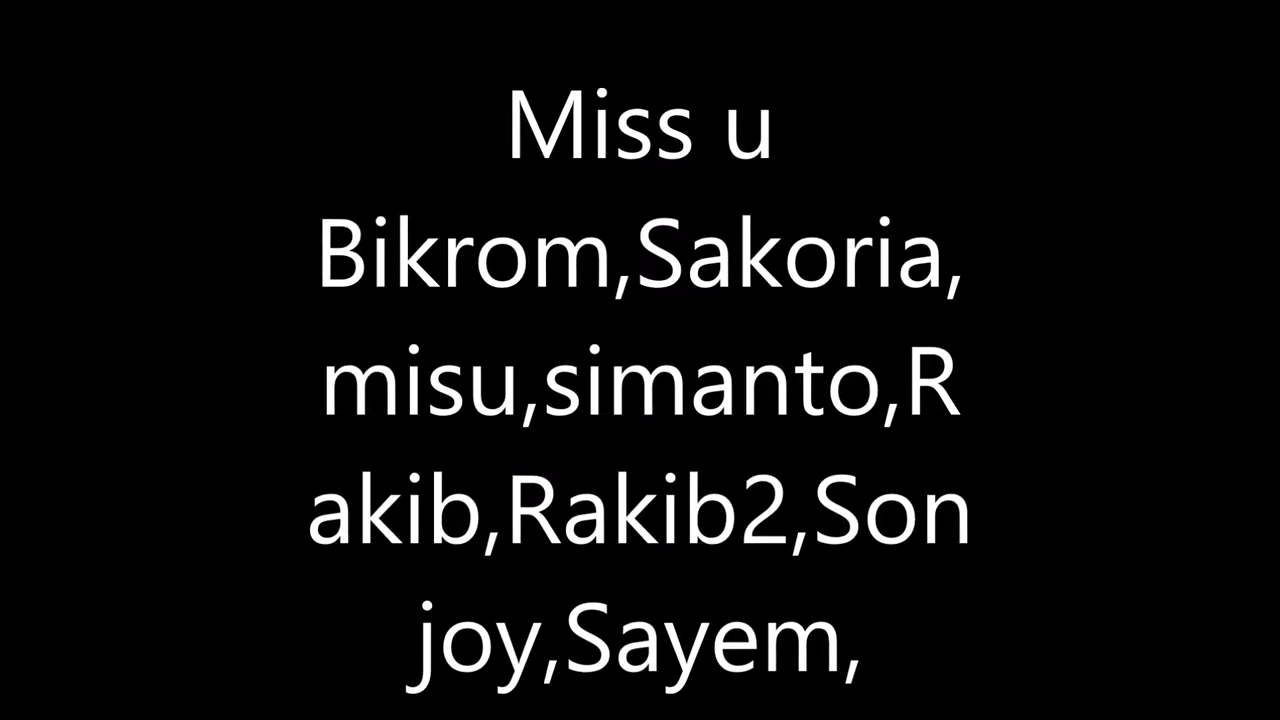 Miss u
Bikrom,Sakoria,
misu,simanto,R
akib,Rakib2,Son
joy,Sayem,